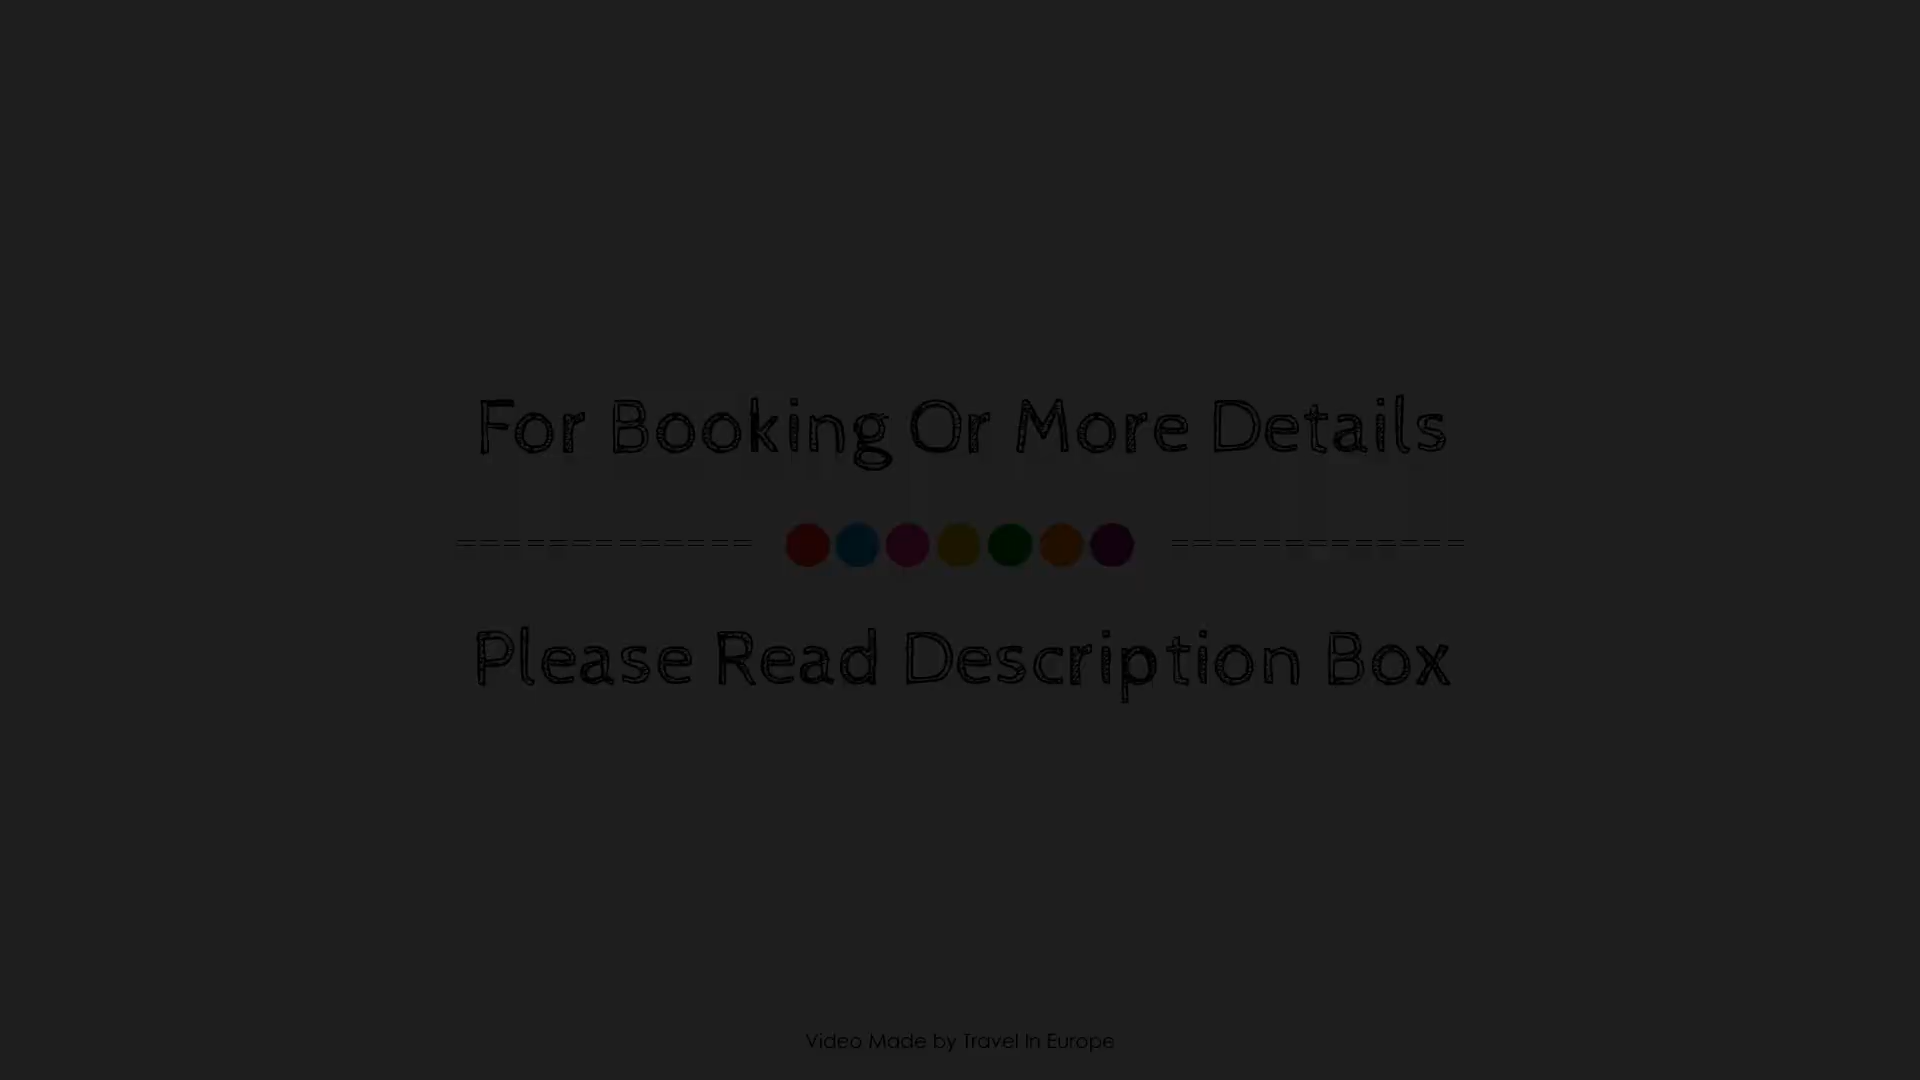 For Booking Or More Details
============= =============
Please Read Description Box
Video Made by Travel In Europe